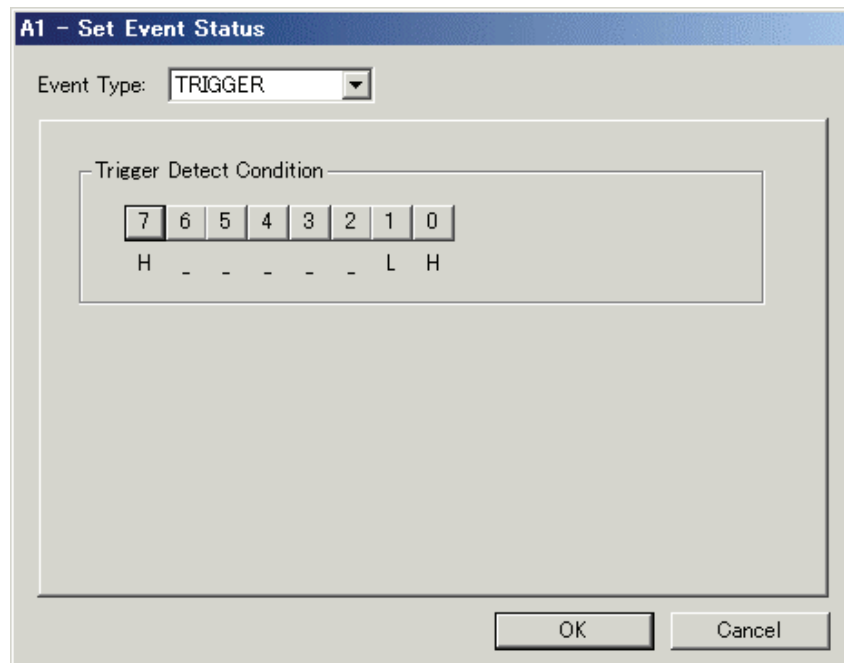 A1 - Set Event Status
Event Type: TRIGGER
Trigger Detect Condition
7 6 5 4 3 2 1 0
H _ _ _ _ _ L H
OK Cancel